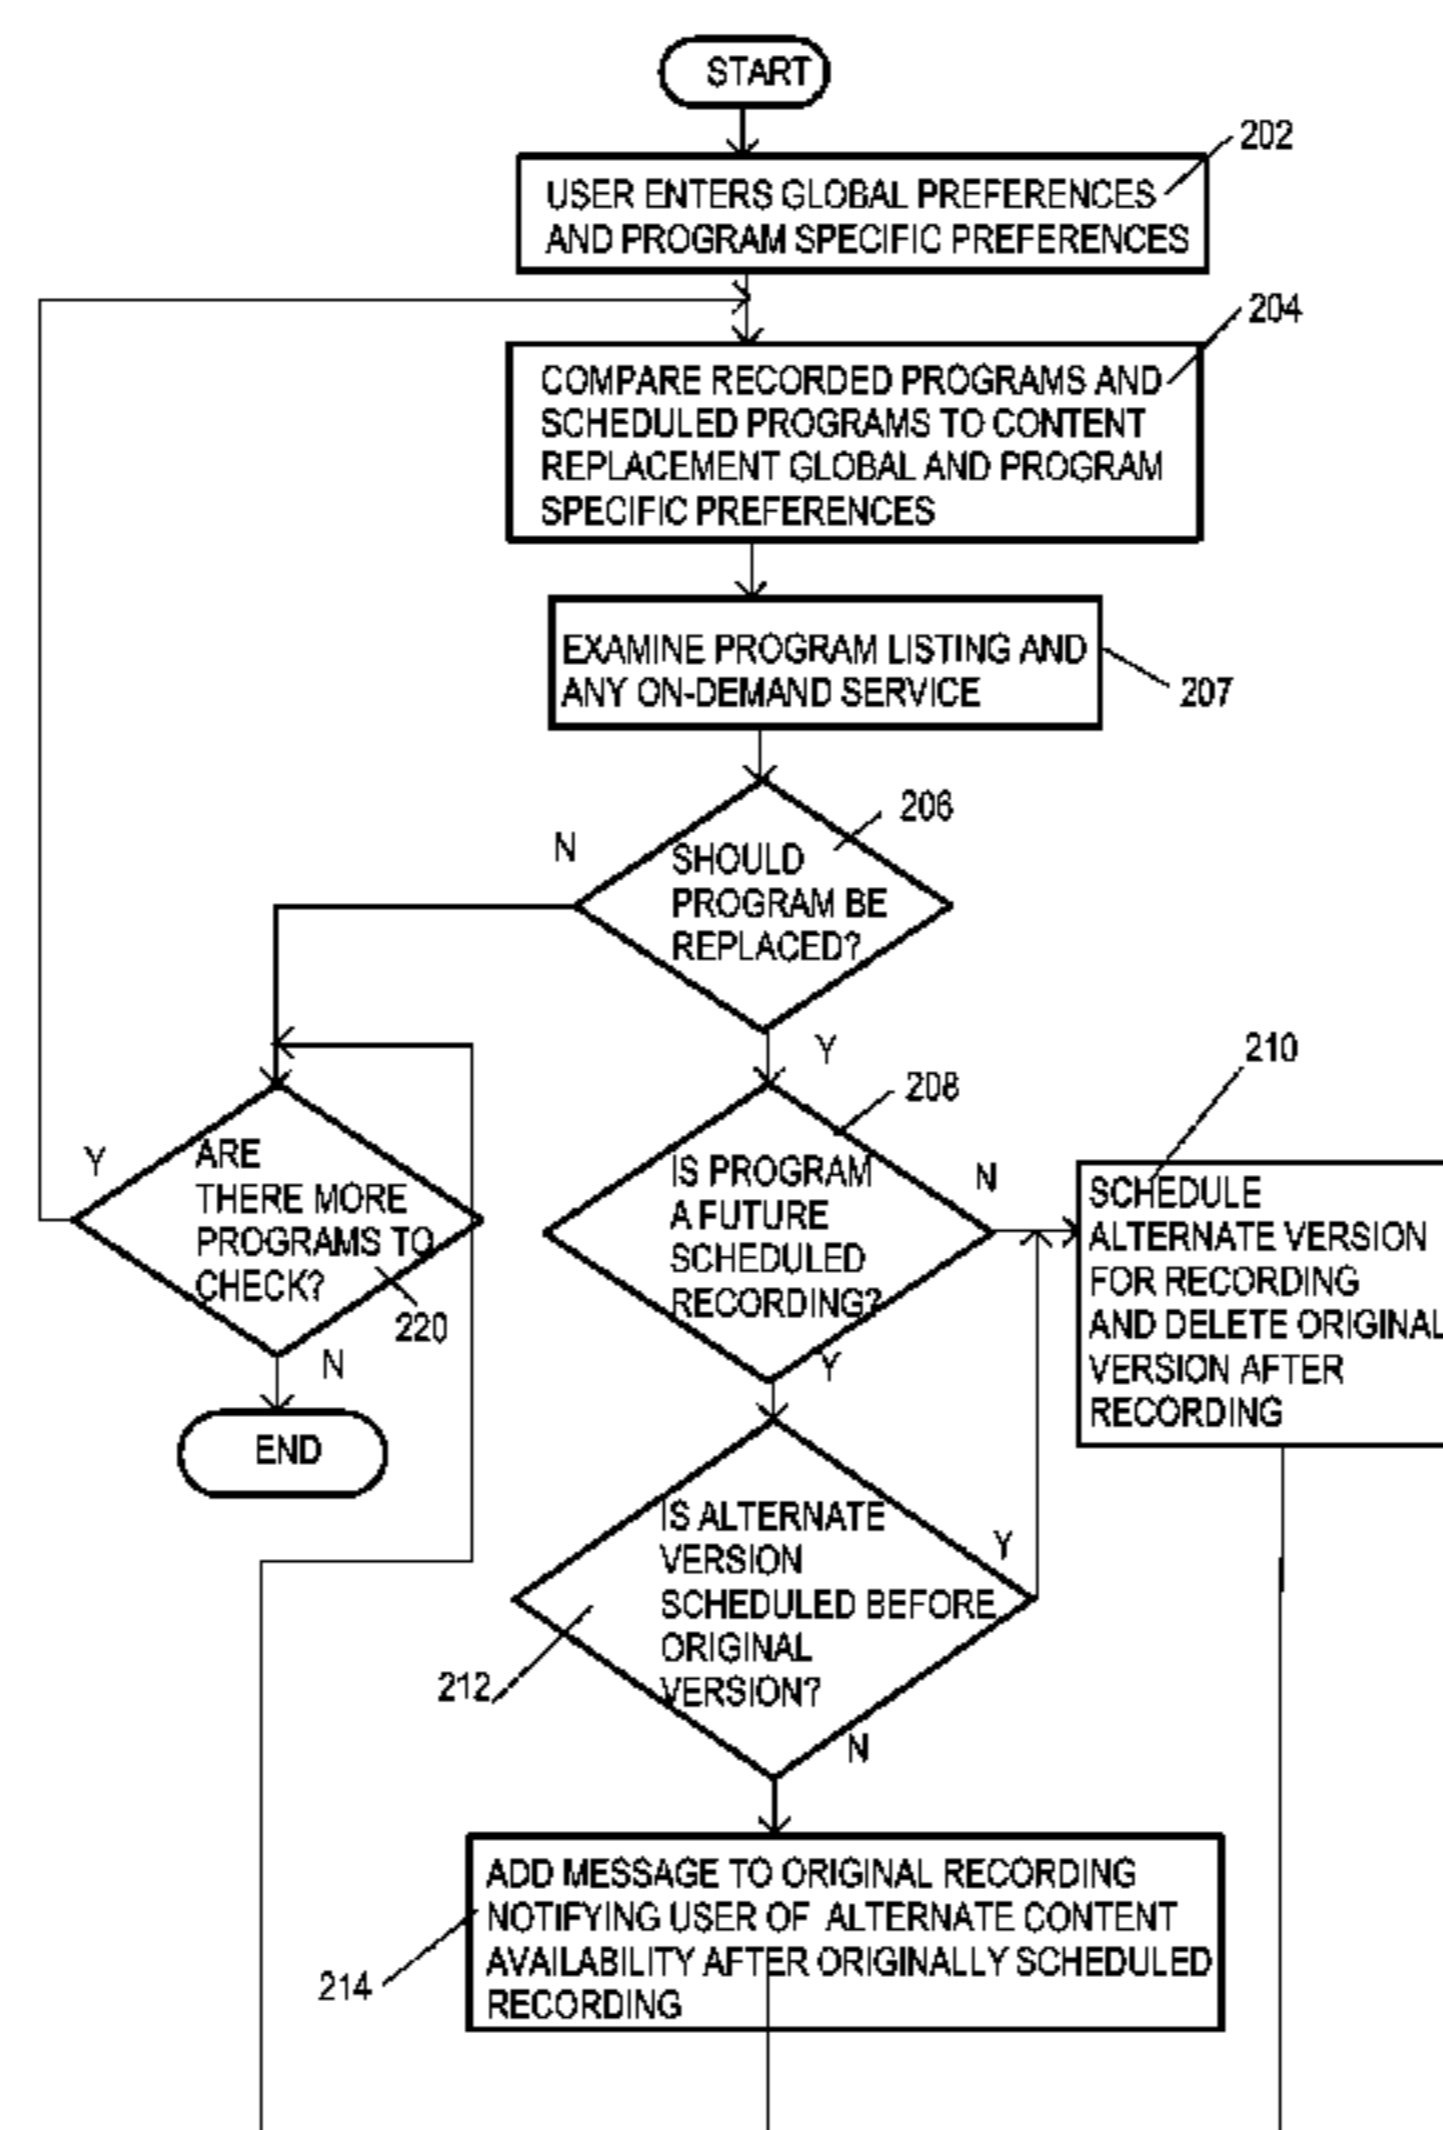 START
202
USER ENTERS GLOBAL PREFERENCES
AND PROGRAM SPECIFIC PREFERENCES
204
COMPARE RECORDED PROGRAMS AND
SCHEDULED PROGRAMS TO CONTENT
REPLACEMENT GLOBAL AND PROGRAM
SPECIFIC PREFERENCES
EXAMINE PROGRAM LISTING AND
ANY ON-DEMAND SERVICE
207
206
N
SHOULD
PROGRAM BE
REPLACED?
Y
210
208
Y
ARE
THERE MORE
PROGRAMS TO
CHECK?
220
N
END
IS PROGRAM
A FUTURE
SCHEDULED
RECORDING?
N
Y
SCHEDULE
ALTERNATE VERSION
FOR RECORDING
AND DELETE ORIGINAL
VERSION AFTER
RECORDING
IS ALTERNATE
VERSION
SCHEDULED BEFORE
ORIGINAL
VERSION?
Y
212
N
ADD MESSAGE TO ORIGINAL RECORDING
NOTIFYING USER OF ALTERNATE CONTENT
AVAILABILITY AFTER ORIGINALLY SCHEDULED
RECORDING
214